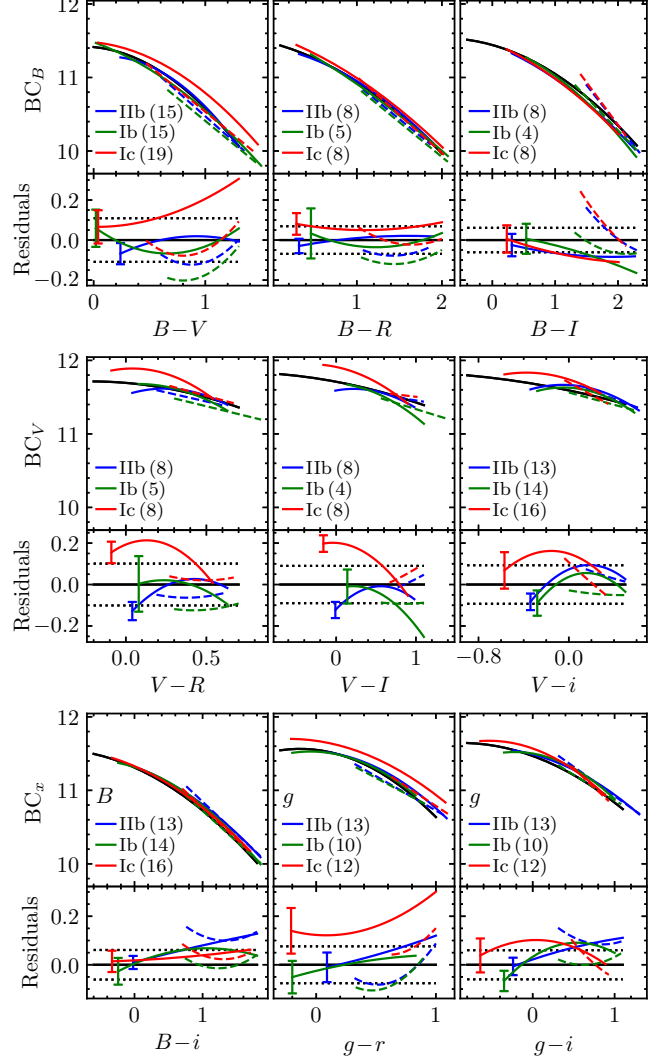 12
11
10
BC_B
IIb (15)
Ib (15)
Ic (19)
IIb (8)
Ib (5)
Ic (8)
IIb (8)
Ib (4)
Ic (8)
0.2
0.0
−0.2
Residuals
0 1
1 2
0 1 2
B−V
B−R
B−I
12
11
10
BC_V
IIb (8)
Ib (5)
Ic (8)
IIb (8)
Ib (4)
Ic (8)
IIb (13)
Ib (14)
Ic (16)
0.2
0.0
−0.2
Residuals
0.0 0.5
0 1
−0.8 0.0
V−R
V−I
V−i
12
11
10
BC_x
B
IIb (13)
Ib (14)
Ic (16)
g
IIb (13)
Ib (10)
Ic (12)
g
IIb (13)
Ib (10)
Ic (12)
0.2
0.0
Residuals
0 1
0 1
0 1
B−i
g−r
g−i